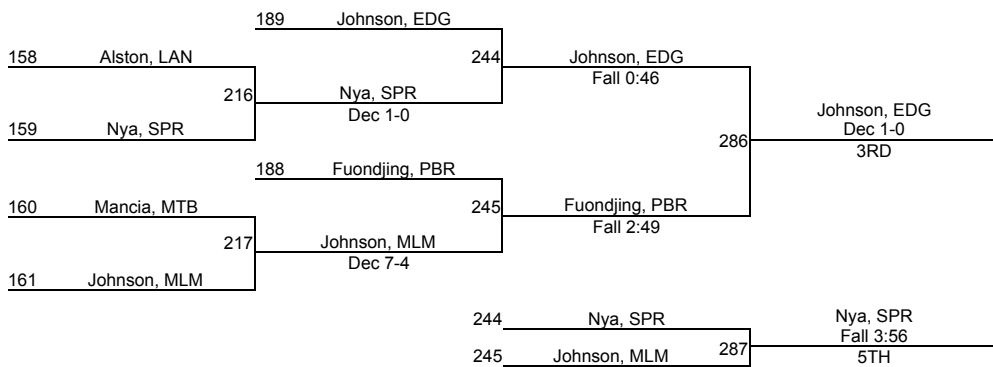 189 Johnson, EDG
158 Alston, LAN
244 Johnson, EDG
Fall 0:46
216 Nya, SPR
Dec 1-0
159 Nya, SPR
286 Johnson, EDG
Dec 1-0
3RD
188 Fuondjing, PBR
160 Mancia, MTB
245 Fuondjing, PBR
Fall 2:49
217 Johnson, MLM
Dec 7-4
161 Johnson, MLM
244 Nya, SPR
245 Johnson, MLM
287 Nya, SPR
Fall 3:56
5TH